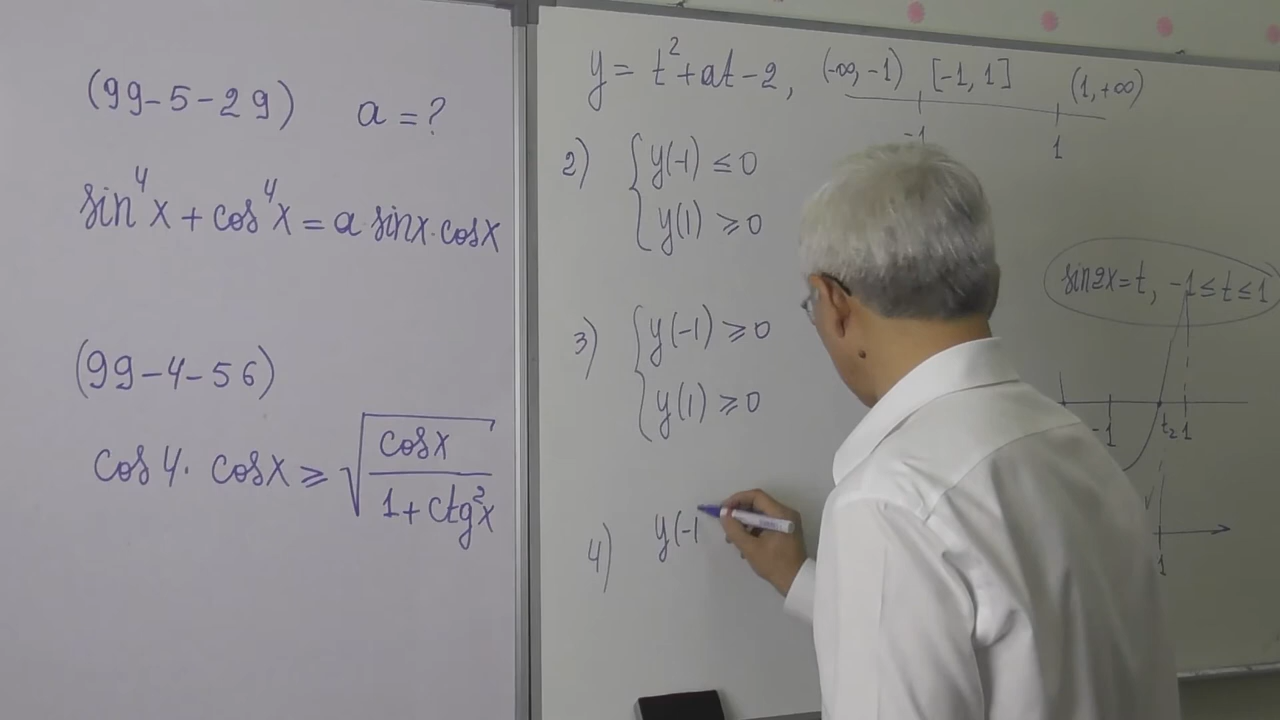 (99-5-29) a=?
sin⁴x + cos⁴x = a sinx·cosx
(99-4-56)
cos 4 · cosx ≥ √(cosx / (1+ctg²x))
y = t² + at - 2, (-∞, -1) [-1, 1] (1, +∞)
-1 1
2) { y(-1) ≤ 0
y(1) ≥ 0
3) { y(-1) ≥ 0
y(1) ≥ 0
4) y(-1
sin2x = t, -1 ≤ t ≤ 1
-1 t₂ 1
1